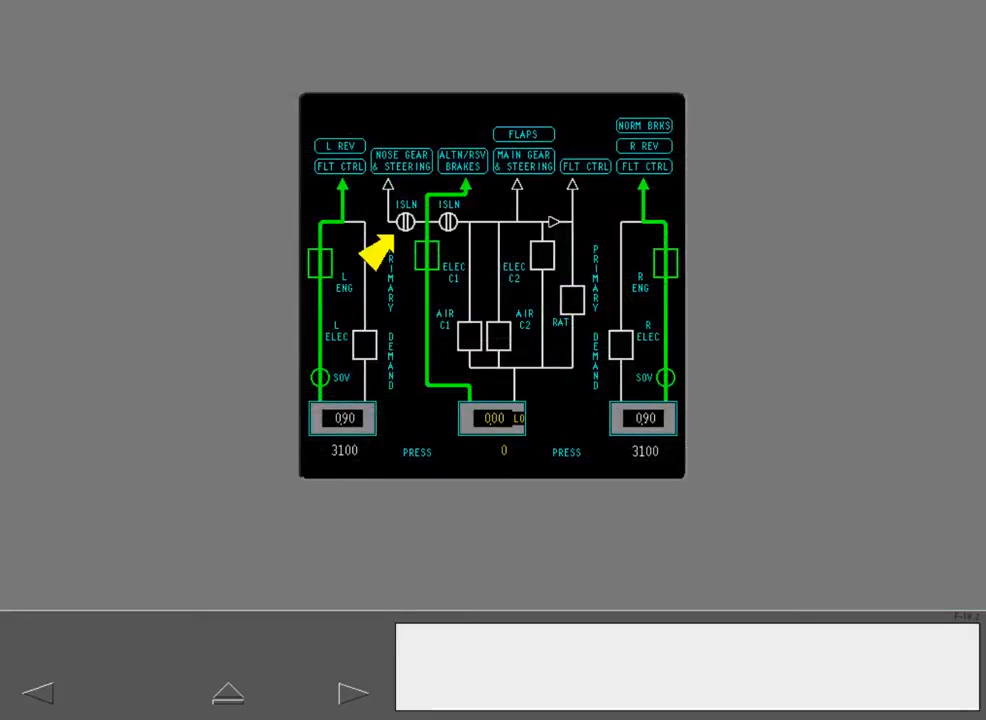 NORM BRKS
FLAPS
L REV
R REV
NOSE GEAR
& STEERING
ALTN/RSV
BRAKES
MAIN GEAR
& STEERING
FLT CTRL
FLT CTRL
FLT CTRL
ISLN
ISLN
PRIMARY
PRIMARY
ELEC
C1
ELEC
C2
L
ENG
R
ENG
AIR
C1
AIR
C2
RAT
L
ELEC
R
ELEC
DEMAND
DEMAND
SOV
SOV
0.90
0.00 LO
0.90
3100
PRESS
0
PRESS
3100